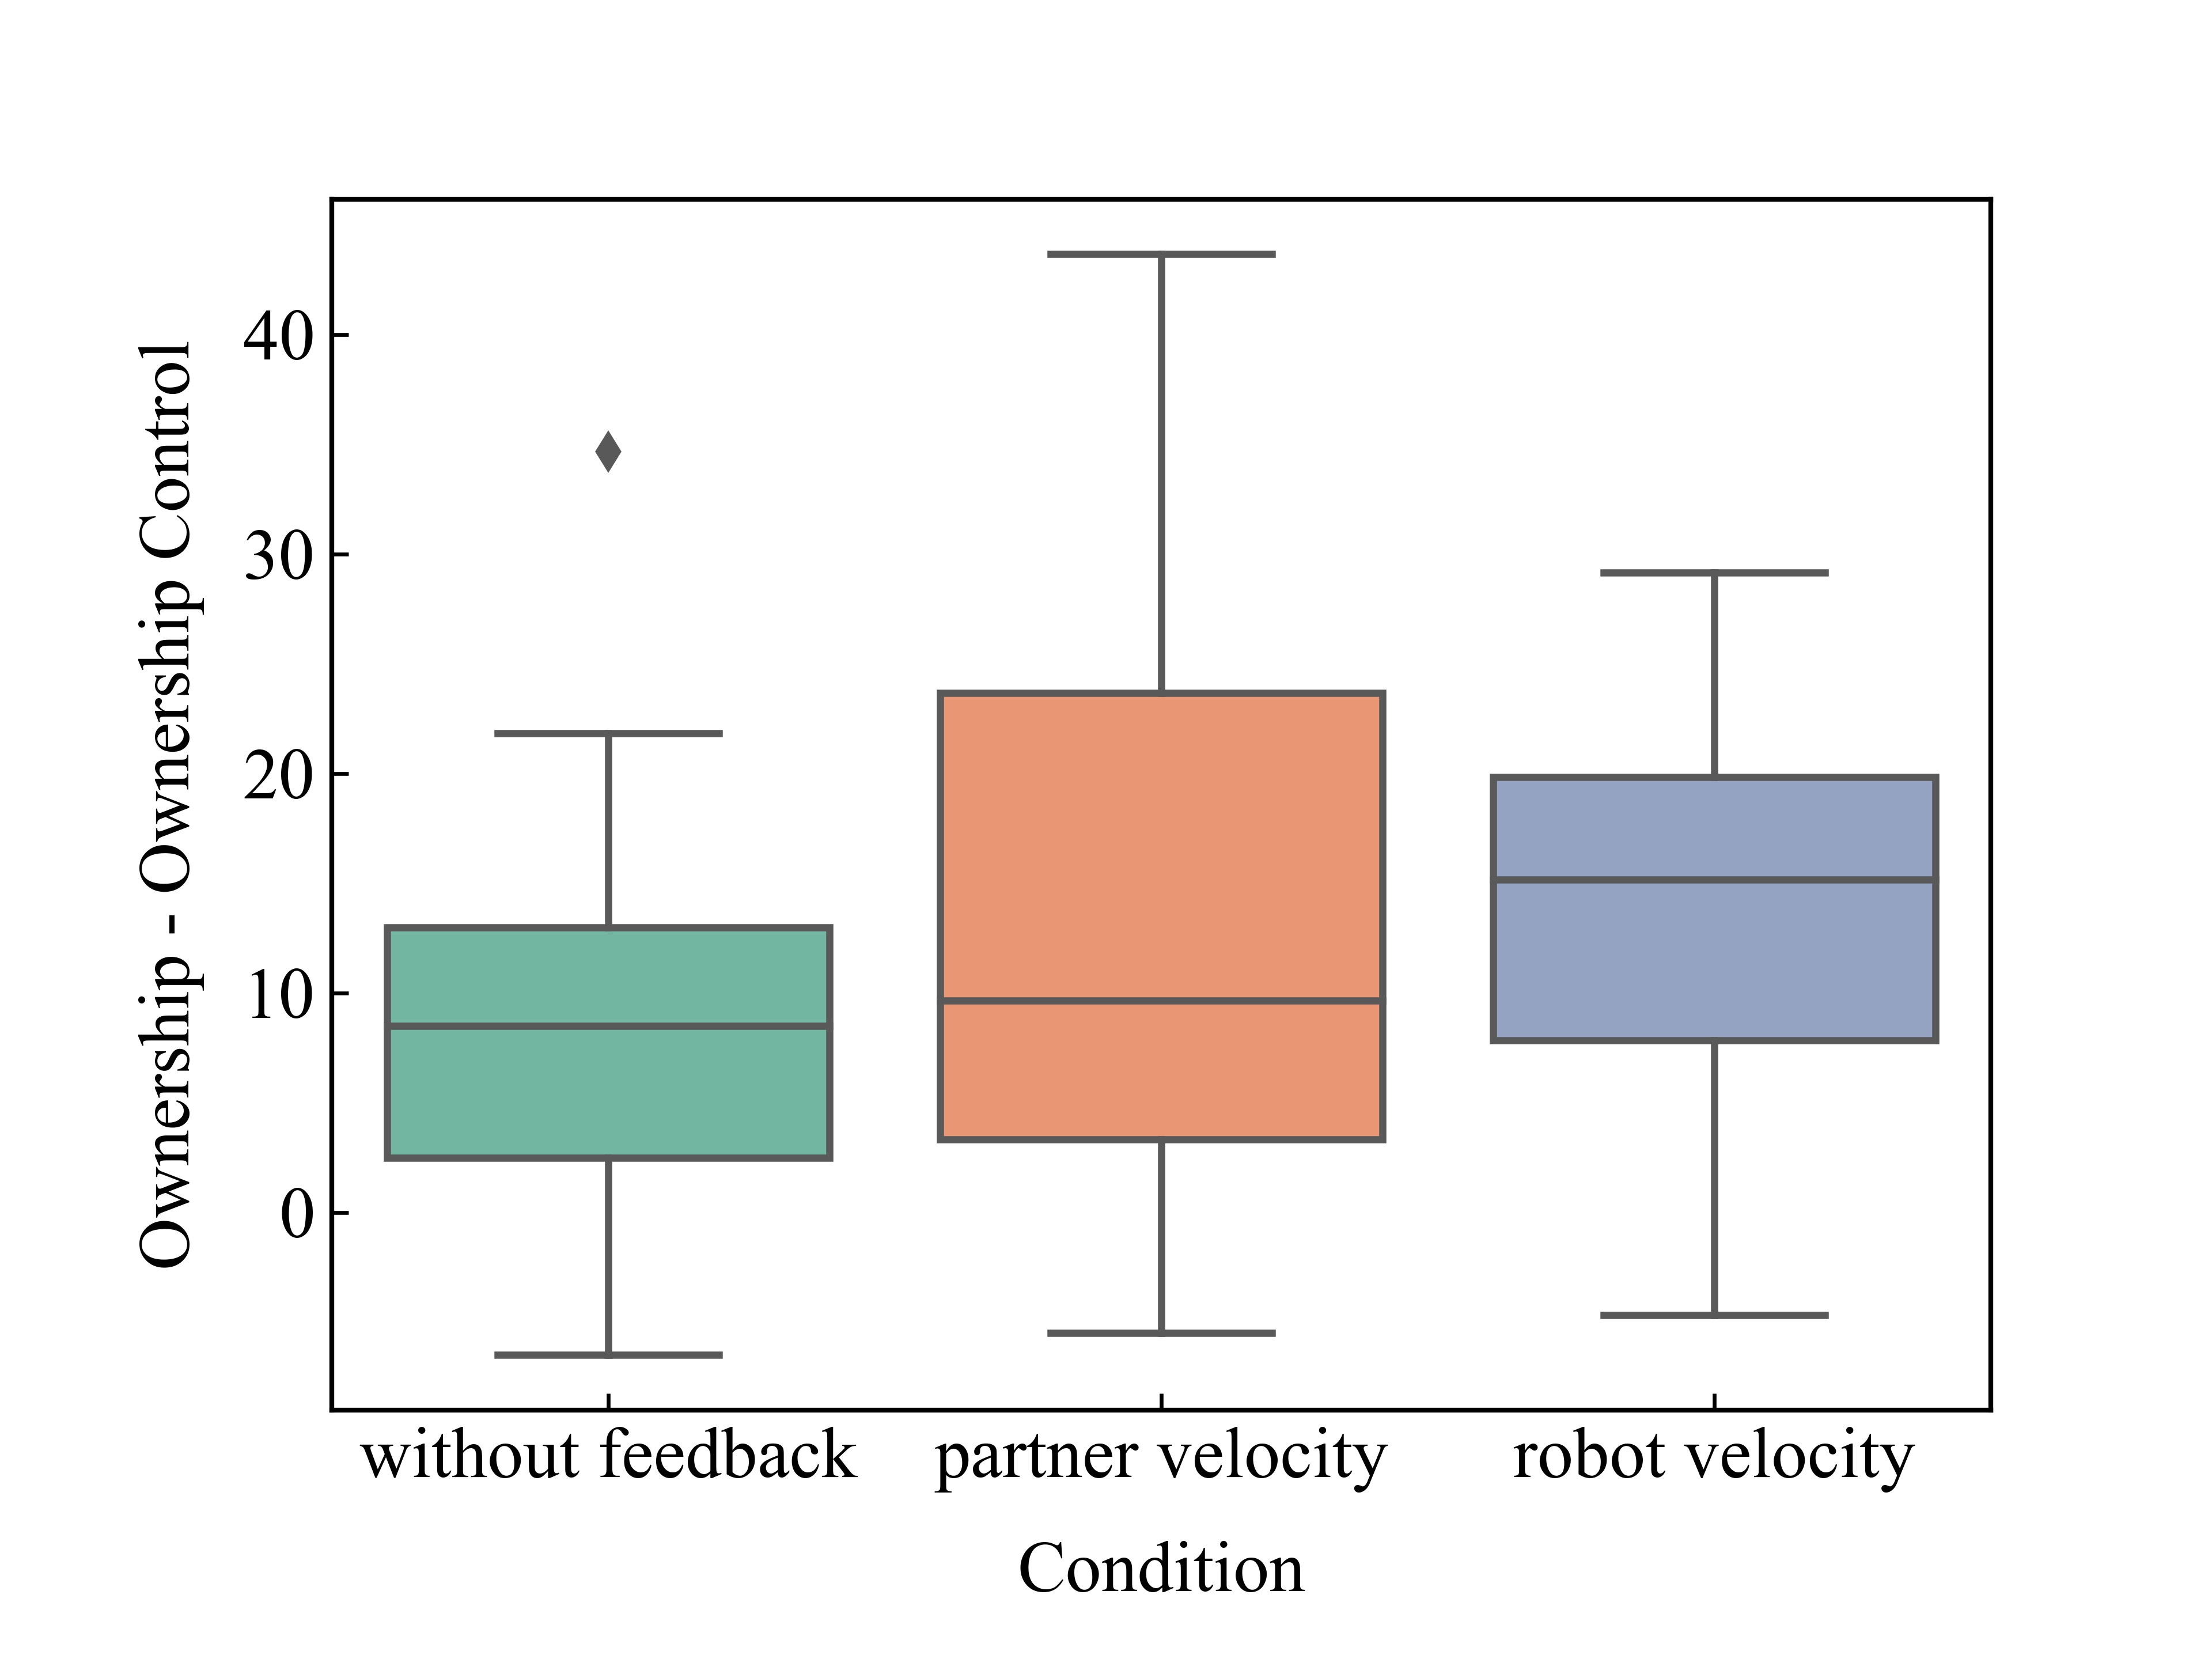 Ownership - Ownership Control
40
30
20
10
0
without feedback
partner velocity
robot velocity
Condition